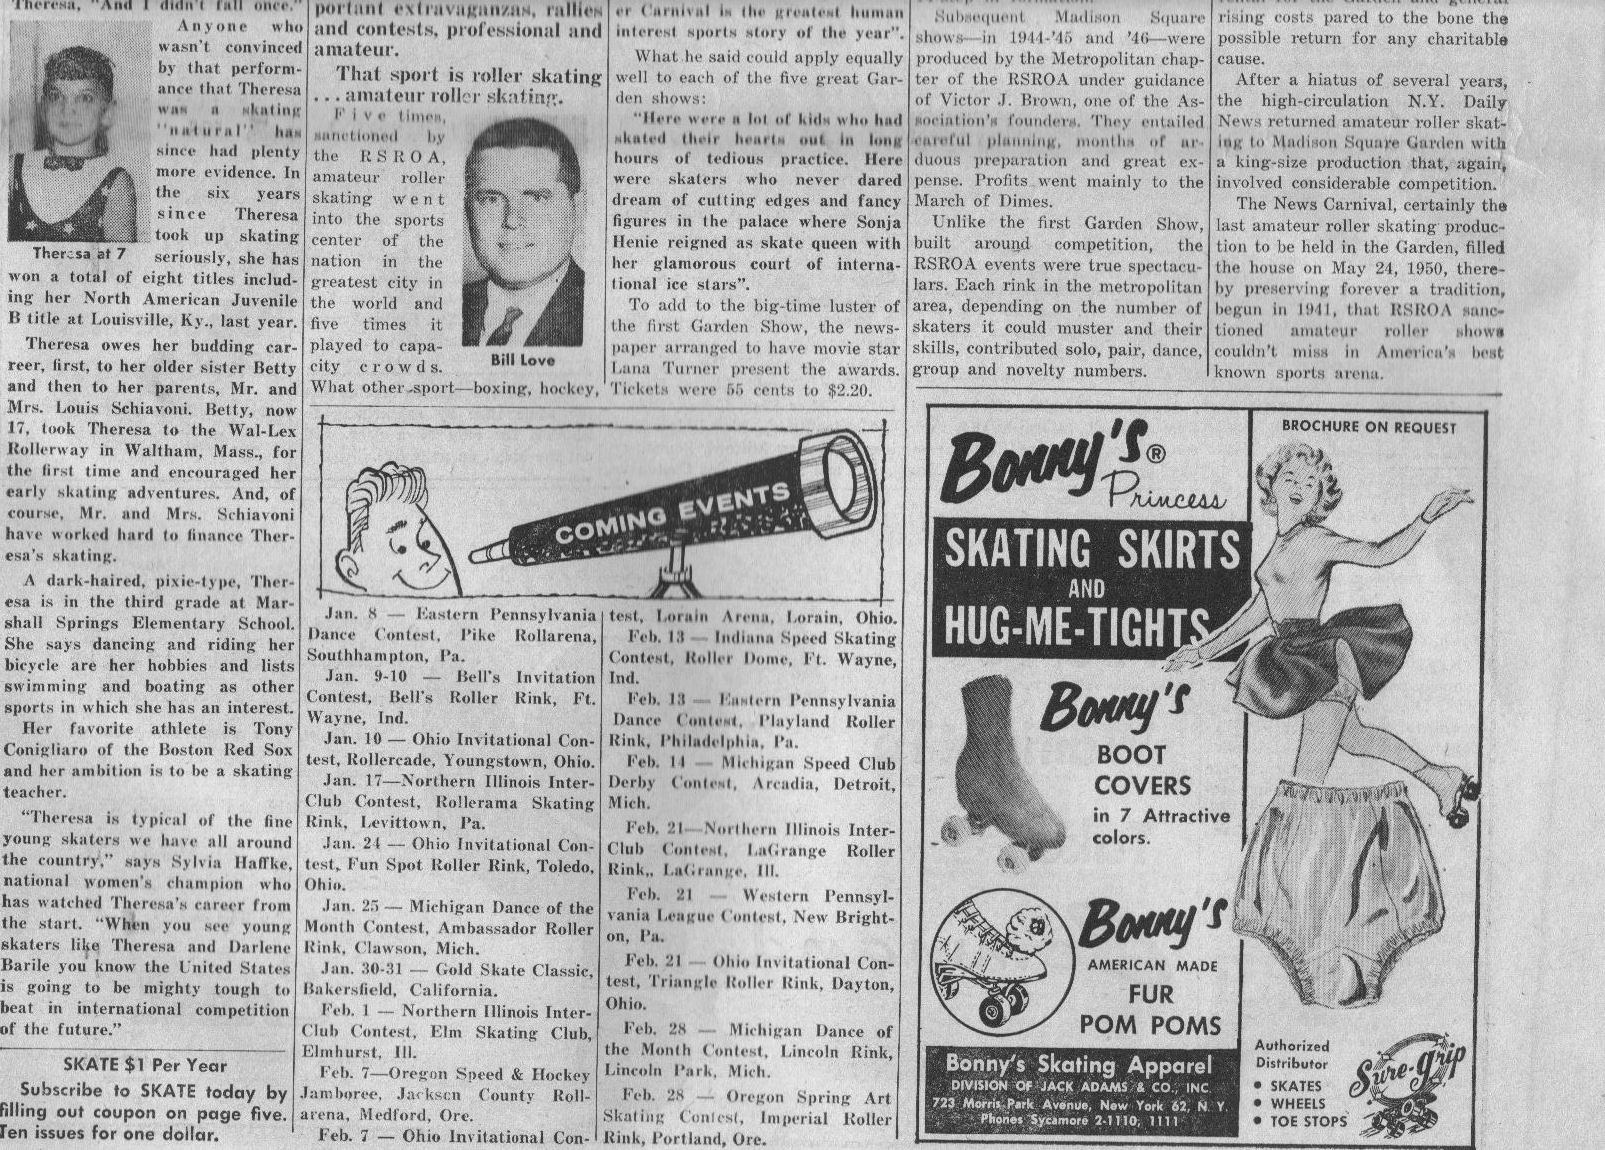 Theresa, "And I didn't fall once."
Anyone who
wasn't convinced
by that perform-
ance that Theresa
was a skating
"natural" has
since had plenty
more evidence. In
the six years
since Theresa
took up skating
Theresa at 7
seriously, she has
won a total of eight titles includ-
ing her North American Juvenile
B title at Louisville, Ky., last year.
Theresa owes her budding car-
reer, first, to her older sister Betty
and then to her parents, Mr. and
Mrs. Louis Schiavoni. Betty, now
17, took Theresa to the Wal-Lex
Rollerway in Waltham, Mass., for
the first time and encouraged her
early skating adventures. And, of
course, Mr. and Mrs. Schiavoni
have worked hard to finance Ther-
esa's skating.
A dark-haired, pixie-type, Ther-
esa is in the third grade at Mar-
shall Springs Elementary School.
She says dancing and riding her
bicycle are her hobbies and lists
swimming and boating as other
sports in which she has an interest.
Her favorite athlete is Tony
Conigliaro of the Boston Red Sox
and her ambition is to be a skating
teacher.
"Theresa is typical of the fine
young skaters we have all around
the country," says Sylvia Haffke,
national women's champion who
has watched Theresa's career from
the start. "When you see young
skaters like Theresa and Darlene
Barile you know the United States
is going to be mighty tough to
beat in international competition
of the future."
SKATE $1 Per Year
Subscribe to SKATE today by
filling out coupon on page five.
Ten issues for one dollar.
portant extravaganzas, rallies
and contests, professional and
amateur.
That sport is roller skating
. . . amateur roller skating.
Five times,
sanctioned by
the RSROA,
amateur roller
skating went
into the sports
center of the
nation in the
greatest city in
the world and
five times it
played to capa-
city crowds.
Bill Love
What other sport—boxing, hockey,
er Carnival is the greatest human
interest sports story of the year".
What he said could apply equally
well to each of the five great Gar-
den shows:
"Here were a lot of kids who had
skated their hearts out in long
hours of tedious practice. Here
were skaters who never dared
dream of cutting edges and fancy
figures in the palace where Sonja
Henie reigned as skate queen with
her glamorous court of interna-
tional ice stars".
To add to the big-time luster of
the first Garden Show, the news-
paper arranged to have movie star
Lana Turner present the awards.
Tickets were 55 cents to $2.20.
Subsequent Madison Square
shows—in 1944-'45 and '46—were
produced by the Metropolitan chap-
ter of the RSROA under guidance
of Victor J. Brown, one of the As-
sociation's founders. They entailed
careful planning, months of ar-
duous preparation and great ex-
pense. Profits went mainly to the
March of Dimes.
Unlike the first Garden Show,
built around competition, the
RSROA events were true spectacu-
lars. Each rink in the metropolitan
area, depending on the number of
skaters it could muster and their
skills, contributed solo, pair, dance,
group and novelty numbers.
rising costs pared to the bone the
possible return for any charitable
cause.
After a hiatus of several years,
the high-circulation N.Y. Daily
News returned amateur roller skat-
ing to Madison Square Garden with
a king-size production that, again,
involved considerable competition.
The News Carnival, certainly the
last amateur roller skating produc-
tion to be held in the Garden, filled
the house on May 24, 1950, there-
by preserving forever a tradition,
begun in 1941, that RSROA sanc-
tioned amateur roller shows
couldn't miss in America's best
known sports arena.
COMING EVENTS
Jan. 8 — Eastern Pennsylvania
Dance Contest, Pike Rollarena,
Southhampton, Pa.
Jan. 9-10 — Bell's Invitation
Contest, Bell's Roller Rink, Ft.
Wayne, Ind.
Jan. 10 — Ohio Invitational Con-
test, Rollercade, Youngstown, Ohio.
Jan. 17—Northern Illinois Inter-
Club Contest, Rollerama Skating
Rink, Levittown, Pa.
Jan. 24 — Ohio Invitational Con-
test, Fun Spot Roller Rink, Toledo,
Ohio.
Jan. 25 — Michigan Dance of the
Month Contest, Ambassador Roller
Rink, Clawson, Mich.
Jan. 30-31 — Gold Skate Classic,
Bakersfield, California.
Feb. 1 — Northern Illinois Inter-
Club Contest, Elm Skating Club,
Elmhurst, Ill.
Feb. 7—Oregon Speed & Hockey
Jamboree, Jackson County Roll-
arena, Medford, Ore.
Feb. 7 — Ohio Invitational Con-
test, Lorain Arena, Lorain, Ohio.
Feb. 13 — Indiana Speed Skating
Contest, Roller Dome, Ft. Wayne,
Ind.
Feb. 13 — Eastern Pennsylvania
Dance Contest, Playland Roller
Rink, Philadelphia, Pa.
Feb. 14 — Michigan Speed Club
Derby Contest, Arcadia, Detroit,
Mich.
Feb. 21—Northern Illinois Inter-
Club Contest, LaGrange Roller
Rink,, LaGrange, Ill.
Feb. 21 — Western Pennsyl-
vania League Contest, New Bright-
on, Pa.
Feb. 21 — Ohio Invitational Con-
test, Triangle Roller Rink, Dayton,
Ohio.
Feb. 28 — Michigan Dance of
the Month Contest, Lincoln Rink,
Lincoln Park, Mich.
Feb. 28 — Oregon Spring Art
Skating Contest, Imperial Roller
Rink, Portland, Ore.
Bonny's®
Princess
SKATING SKIRTS
AND
HUG-ME-TIGHTS
BROCHURE ON REQUEST
Bonny's
BOOT
COVERS
in 7 Attractive
colors.
Bonny's
AMERICAN MADE
FUR
POM POMS
Bonny's Skating Apparel
DIVISION OF JACK ADAMS & CO., INC.
723 Morris Park Avenue, New York 62, N. Y.
Phones Sycamore 2-1110, 1111
Authorized
Distributor
• SKATES
• WHEELS
• TOE STOPS
Sure-grip